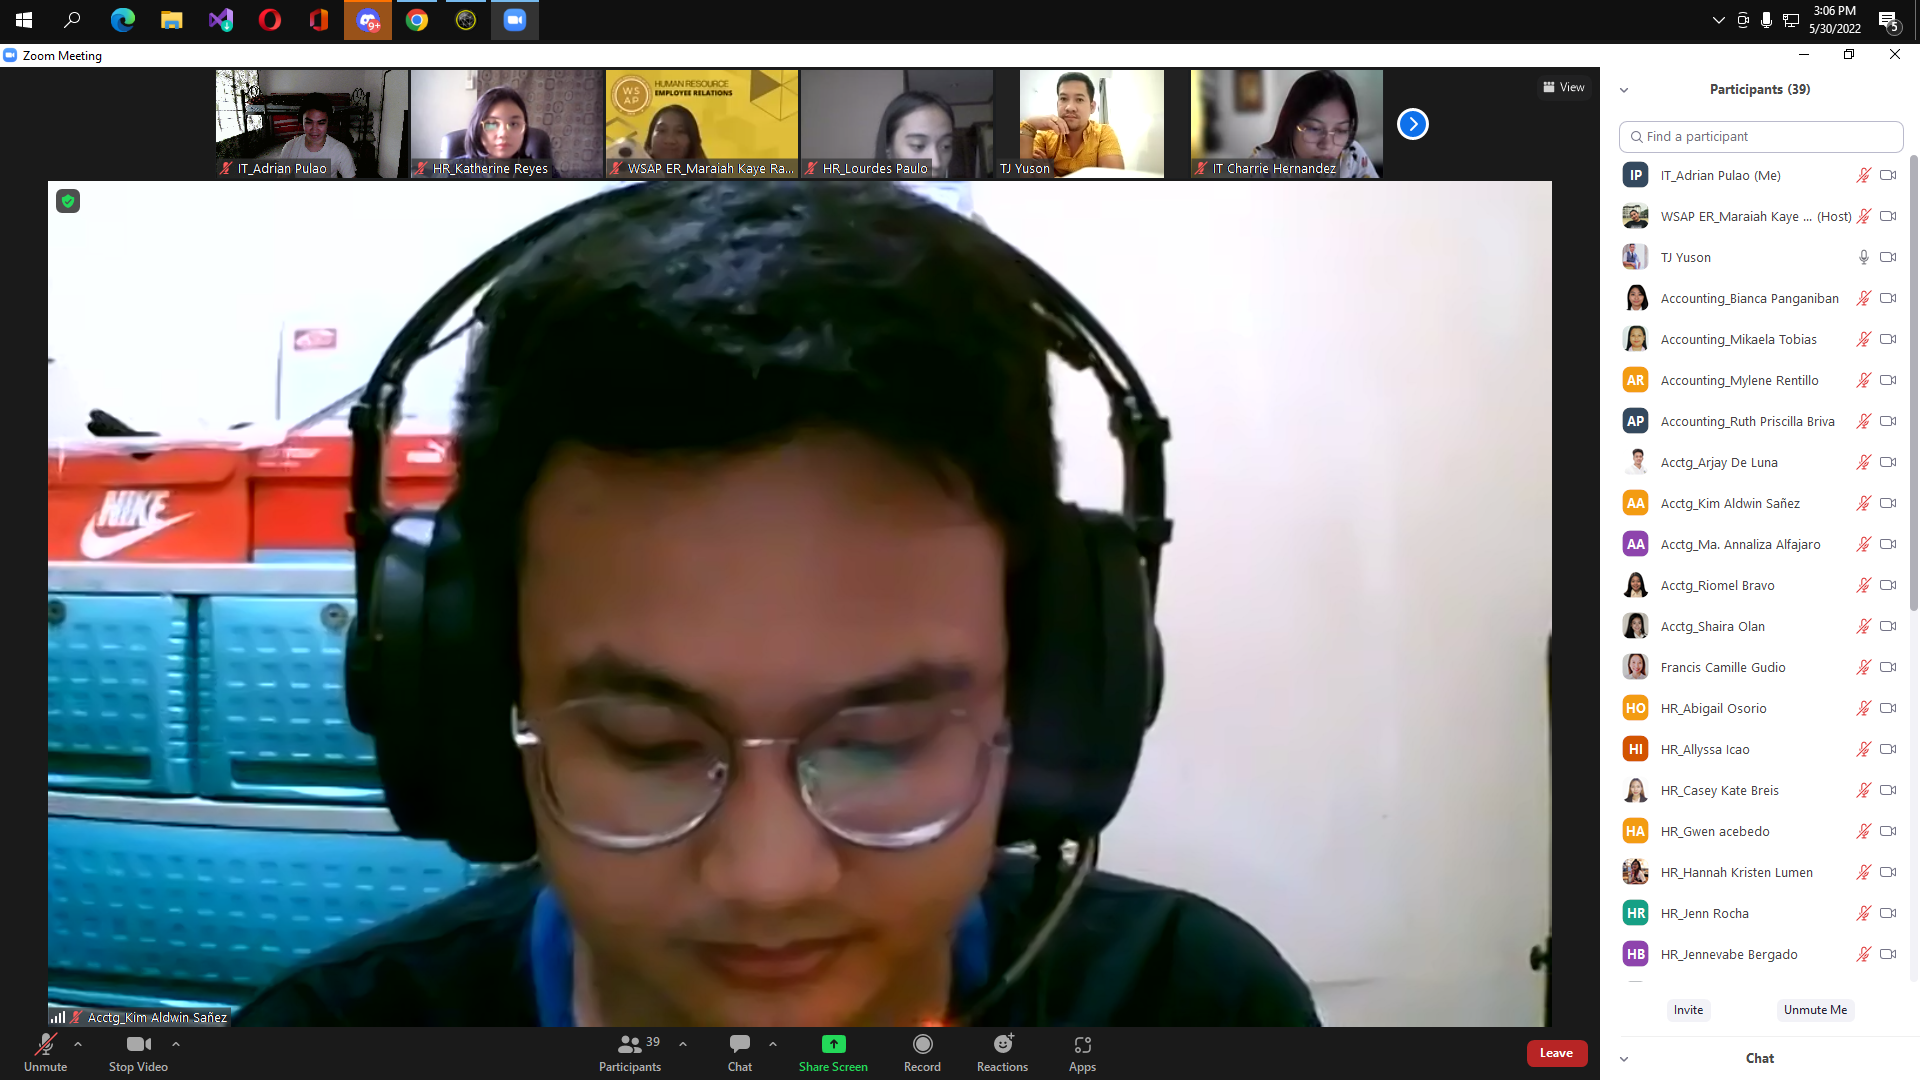 9+
3:06 PM
5/30/2022
5
Zoom Meeting
View
WS
AP
HUMAN RESOURCE
EMPLOYEE RELATIONS
IT_Adrian Pulao
HR_Katherine Reyes
WSAP ER_Maraiah Kaye Ra...
HR_Lourdes Paulo
TJ Yuson
IT Charrie Hernandez
NIKE
Acctg_Kim Aldwin Sañez
Participants (39)
Find a participant
IP IT_Adrian Pulao (Me)
WSAP ER_Maraiah Kaye ... (Host)
TJ Yuson
Accounting_Bianca Panganiban
Accounting_Mikaela Tobias
AR Accounting_Mylene Rentillo
AP Accounting_Ruth Priscilla Briva
Acctg_Arjay De Luna
AA Acctg_Kim Aldwin Sañez
AA Acctg_Ma. Annaliza Alfajaro
Acctg_Riomel Bravo
Acctg_Shaira Olan
Francis Camille Gudio
HO HR_Abigail Osorio
HI HR_Allyssa Icao
HR_Casey Kate Breis
HA HR_Gwen acebedo
HR_Hannah Kristen Lumen
HR HR_Jenn Rocha
HB HR_Jennevabe Bergado
Invite
Unmute Me
Chat
Unmute
Stop Video
Participants
39
Chat
Share Screen
Record
Reactions
Apps
Leave